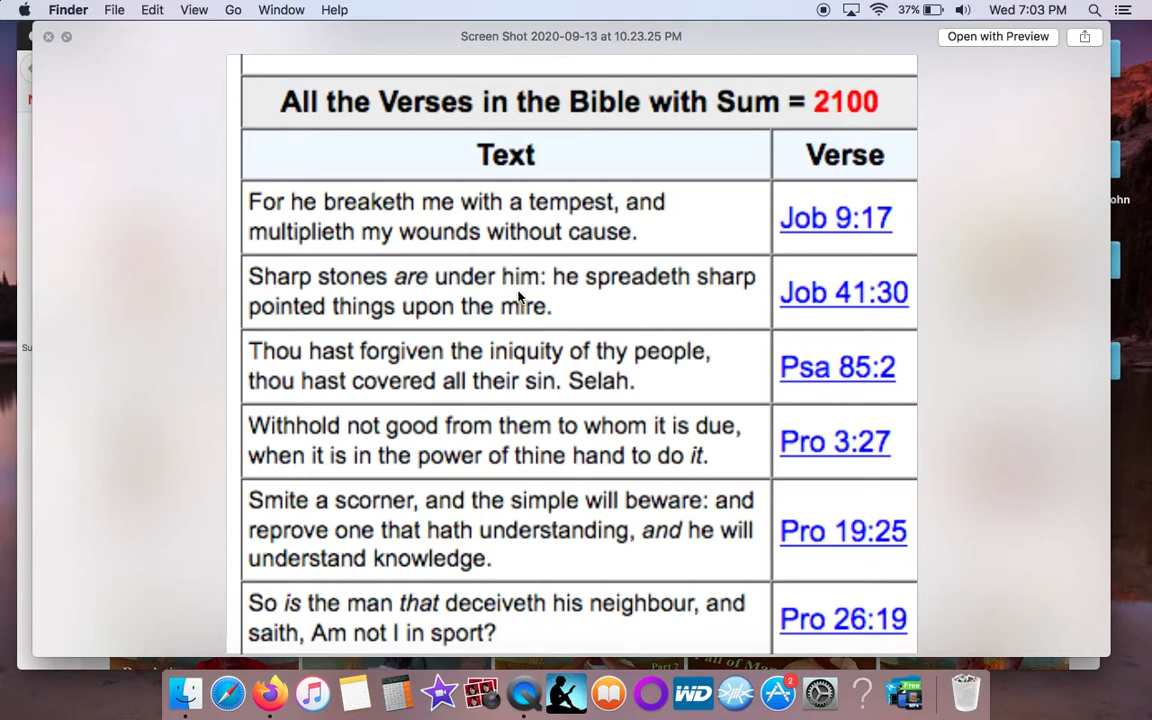 Finder File Edit View Go Window Help 37% Wed 7:03 PM
Screen Shot 2020-09-13 at 10.23.25 PM
Open with Preview
All the Verses in the Bible with Sum = 2100
Text Verse
For he breaketh me with a tempest, and
multiplieth my wounds without cause.
Job 9:17
Sharp stones are under him: he spreadeth sharp
pointed things upon the mire.
Job 41:30
Thou hast forgiven the iniquity of thy people,
thou hast covered all their sin. Selah.
Psa 85:2
Withhold not good from them to whom it is due,
when it is in the power of thine hand to do it.
Pro 3:27
Smite a scorner, and the simple will beware: and
reprove one that hath understanding, and he will
understand knowledge.
Pro 19:25
So is the man that deceiveth his neighbour, and
saith, Am not I in sport?
Pro 26:19
ohn
Su
Part 2
WD
2
Free